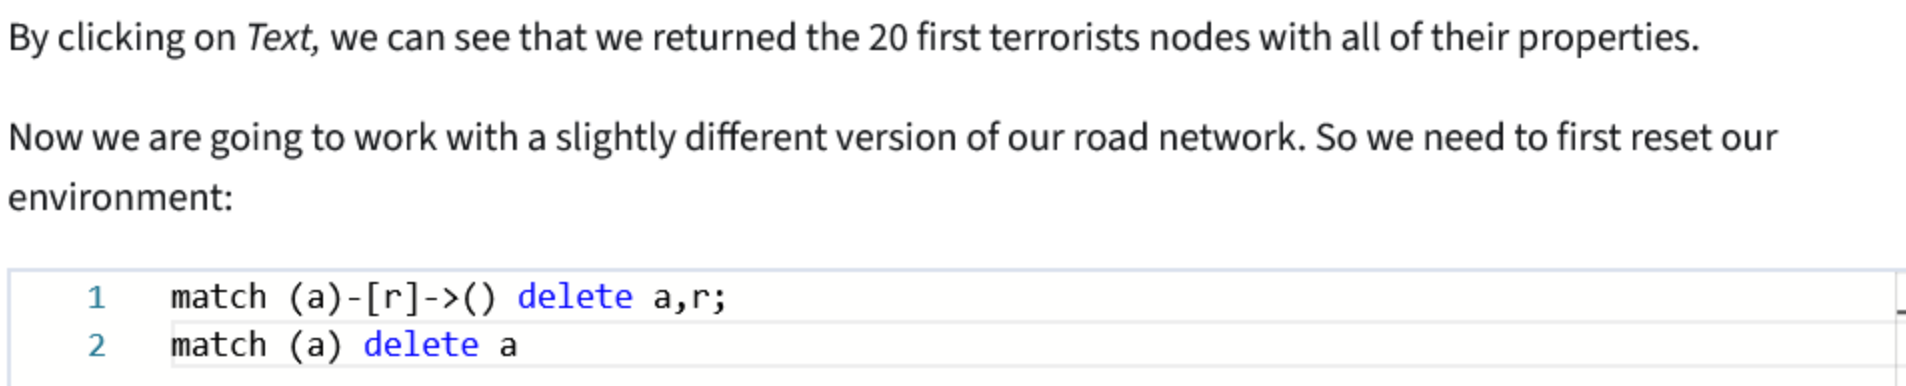 By clicking on Text, we can see that we returned the 20 first terrorists nodes with all of their properties.
Now we are going to work with a slightly different version of our road network. So we need to first reset our
environment:
1 match (a)-[r]->() delete a,r;
2 match (a) delete a